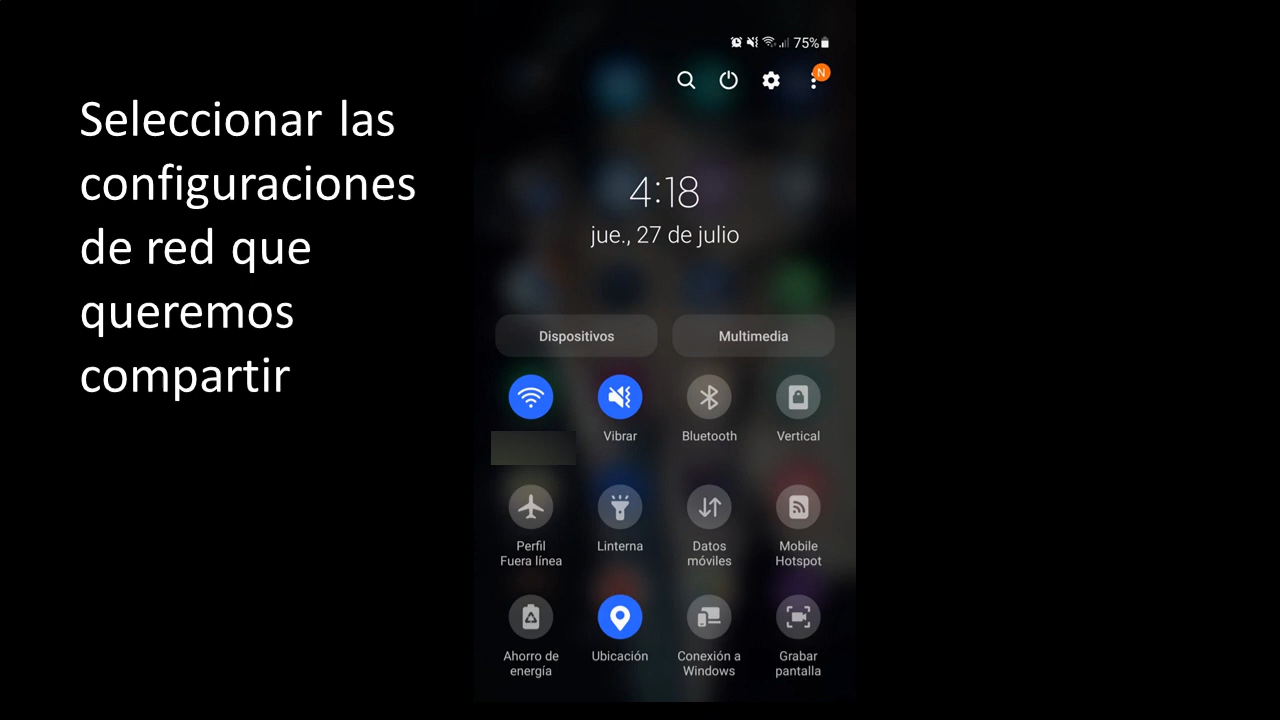 Seleccionar las
configuraciones
de red que
queremos
compartir
75%
N
4:18
jue., 27 de julio
Dispositivos
Multimedia
Vibrar
Bluetooth
Vertical
Perfil
Fuera línea
Linterna
Datos
móviles
Mobile
Hotspot
Ahorro de
energía
Ubicación
Conexión a
Windows
Grabar
pantalla